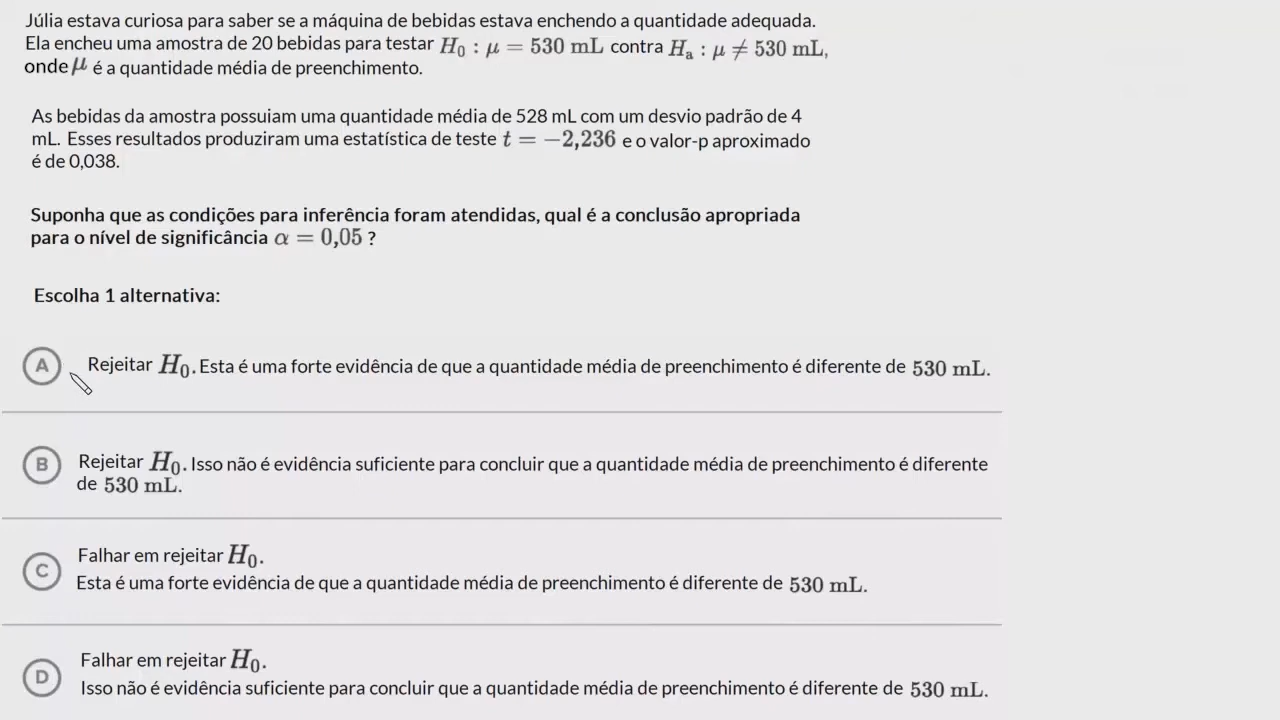 Júlia estava curiosa para saber se a máquina de bebidas estava enchendo a quantidade adequada.
Ela encheu uma amostra de 20 bebidas para testar H₀ : μ = 530 mL contra Hₐ : μ ≠ 530 mL,
onde μ é a quantidade média de preenchimento.
As bebidas da amostra possuiam uma quantidade média de 528 mL com um desvio padrão de 4
mL. Esses resultados produziram uma estatística de teste t = −2,236 e o valor-p aproximado
é de 0,038.
Suponha que as condições para inferência foram atendidas, qual é a conclusão apropriada
para o nível de significância α = 0,05 ?
Escolha 1 alternativa:
A Rejeitar H₀. Esta é uma forte evidência de que a quantidade média de preenchimento é diferente de 530 mL.
B Rejeitar H₀. Isso não é evidência suficiente para concluir que a quantidade média de preenchimento é diferente
de 530 mL.
C Falhar em rejeitar H₀.
Esta é uma forte evidência de que a quantidade média de preenchimento é diferente de 530 mL.
D Falhar em rejeitar H₀.
Isso não é evidência suficiente para concluir que a quantidade média de preenchimento é diferente de 530 mL.